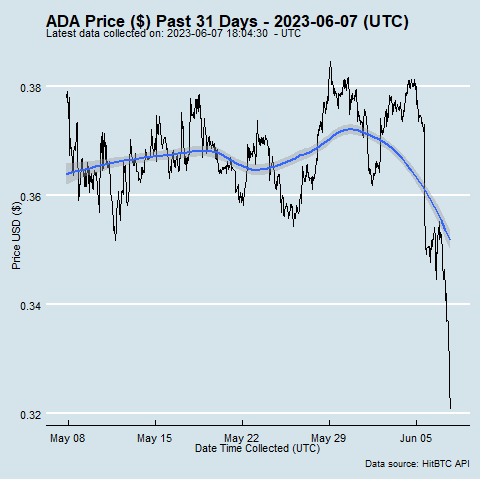 ADA Price ($) Past 31 Days - 2023-06-07 (UTC)
Latest data collected on: 2023-06-07 18:04:30 - UTC
0.38
0.36
0.34
0.32
Price USD ($)
May 08
May 15
May 22
May 29
Jun 05
Date Time Collected (UTC)
Data source: HitBTC API